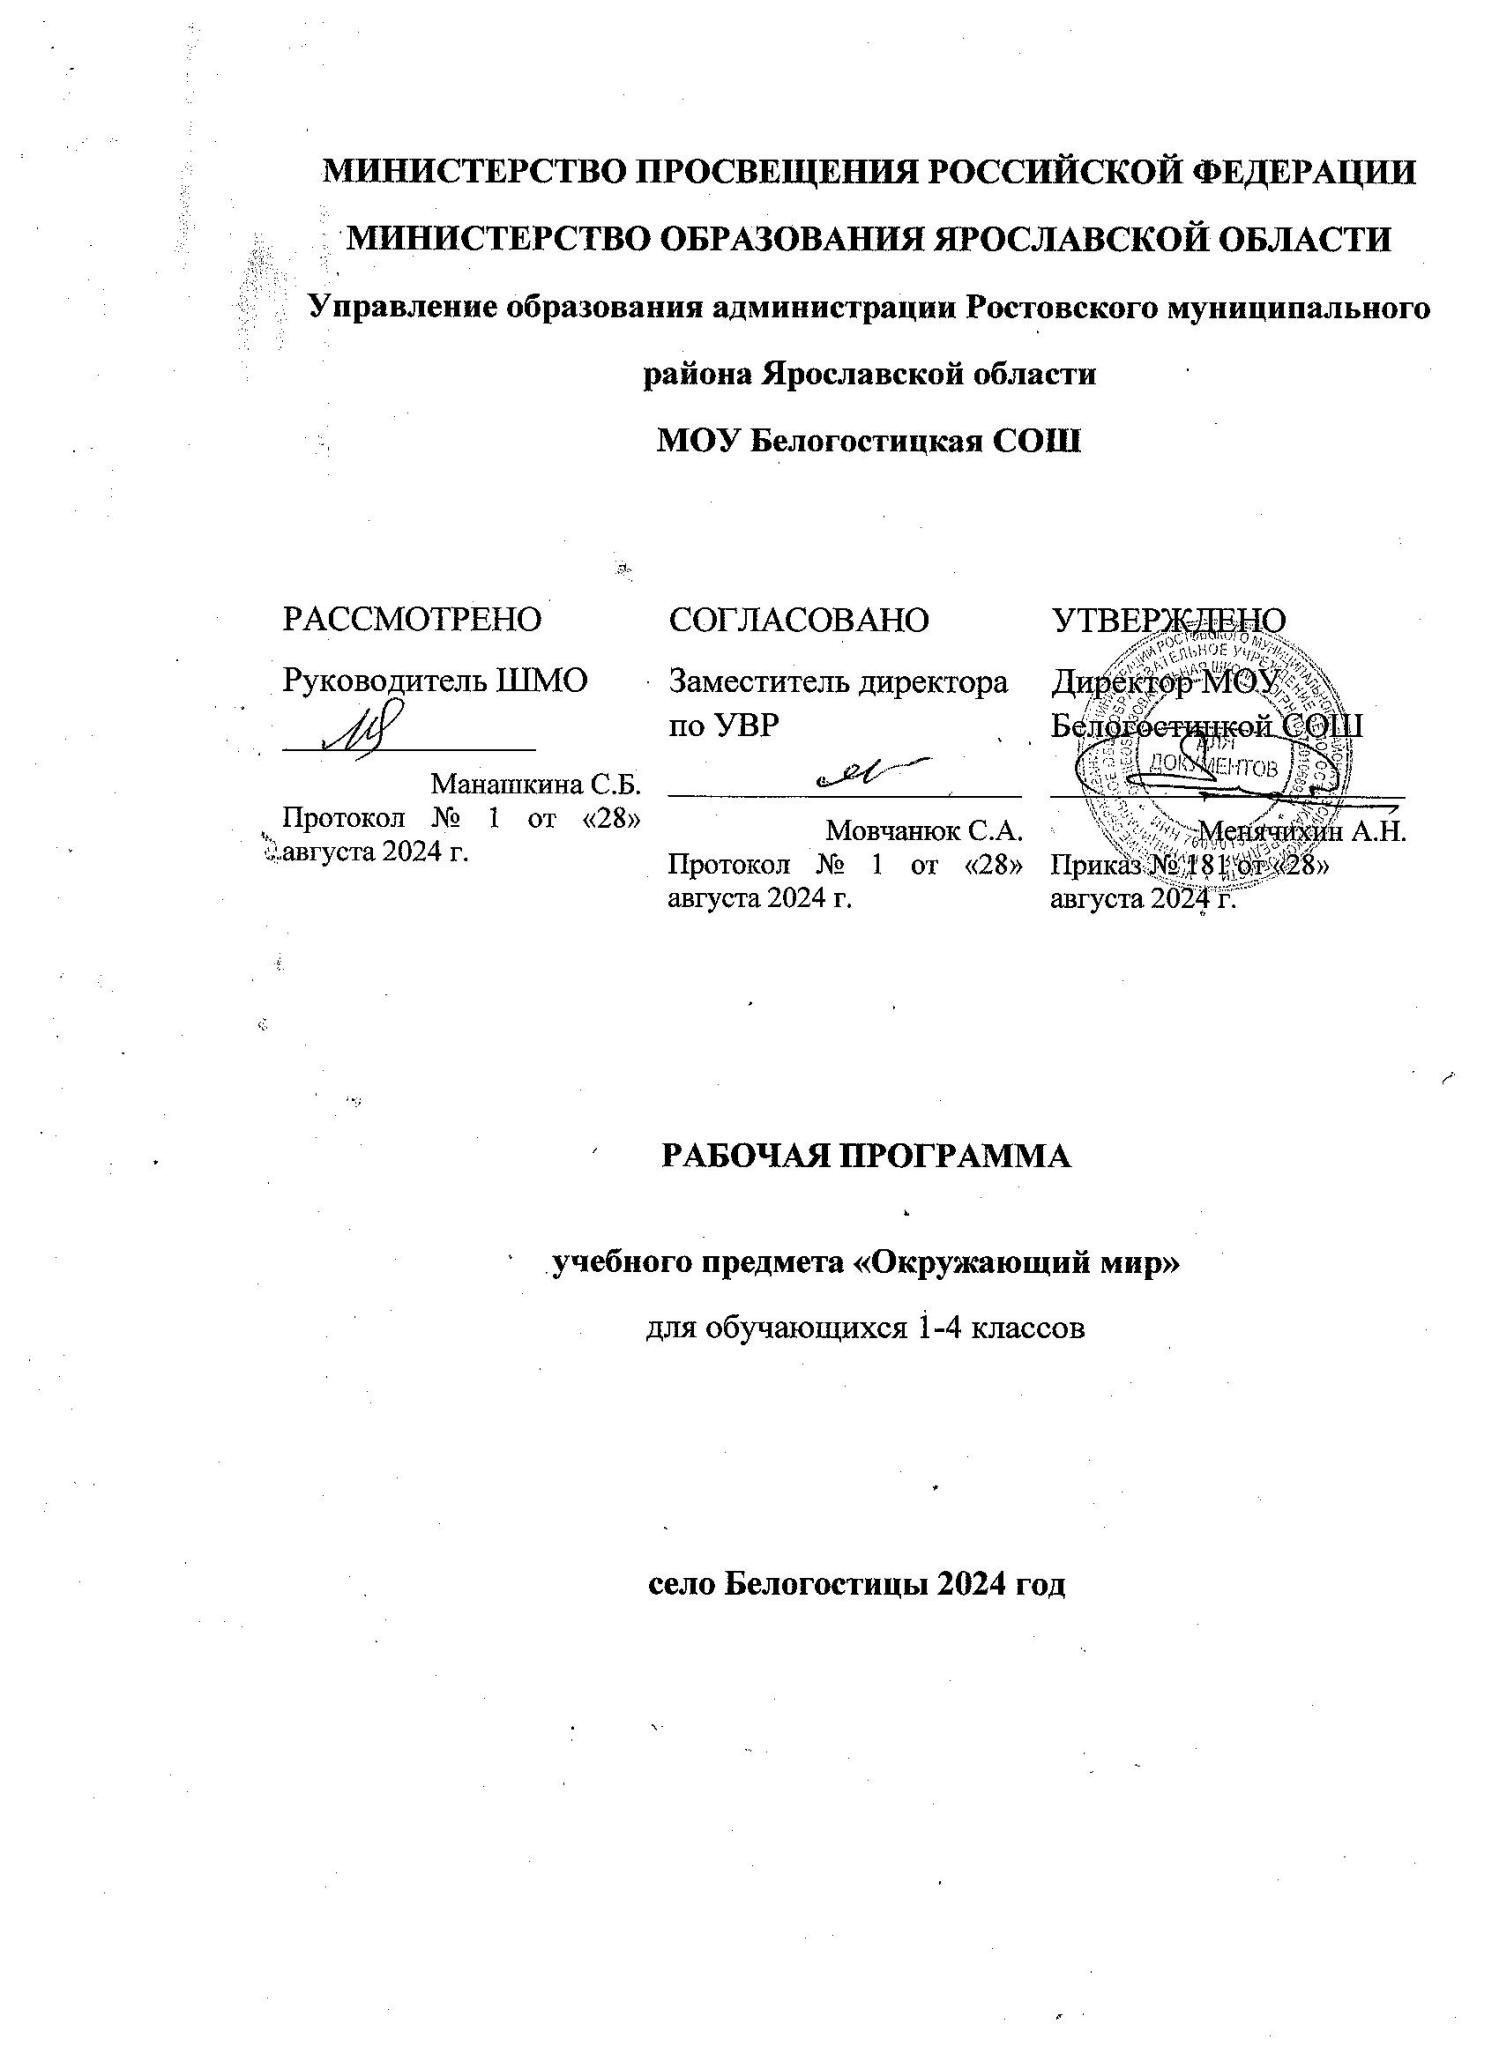 МИНИСТЕРСТВО ПРОСВЕЩЕНИЯ РОССИЙСКОЙ ФЕДЕРАЦИИ
МИНИСТЕРСТВО ОБРАЗОВАНИЯ ЯРОСЛАВСКОЙ ОБЛАСТИ
Управление образования администрации Ростовского муниципального
района Ярославской области
МОУ Белогостицкая СОШ
РАССМОТРЕНО
Руководитель ШМО
Манашкина С.Б.
Протокол № 1 от «28»
августа 2024 г.
СОГЛАСОВАНО
Заместитель директора
по УВР
Мовчанюк С.А.
Протокол № 1 от «28»
августа 2024 г.
УТВЕРЖДЕНО
Директор МОУ
Белогостицкой СОШ
ДЛЯ
ДОКУМЕНТОВ
Менячихин А.Н.
Приказ № 181 от «28»
августа 2024 г.
РАБОЧАЯ ПРОГРАММА
учебного предмета «Окружающий мир»
для обучающихся 1-4 классов
село Белогостицы 2024 год